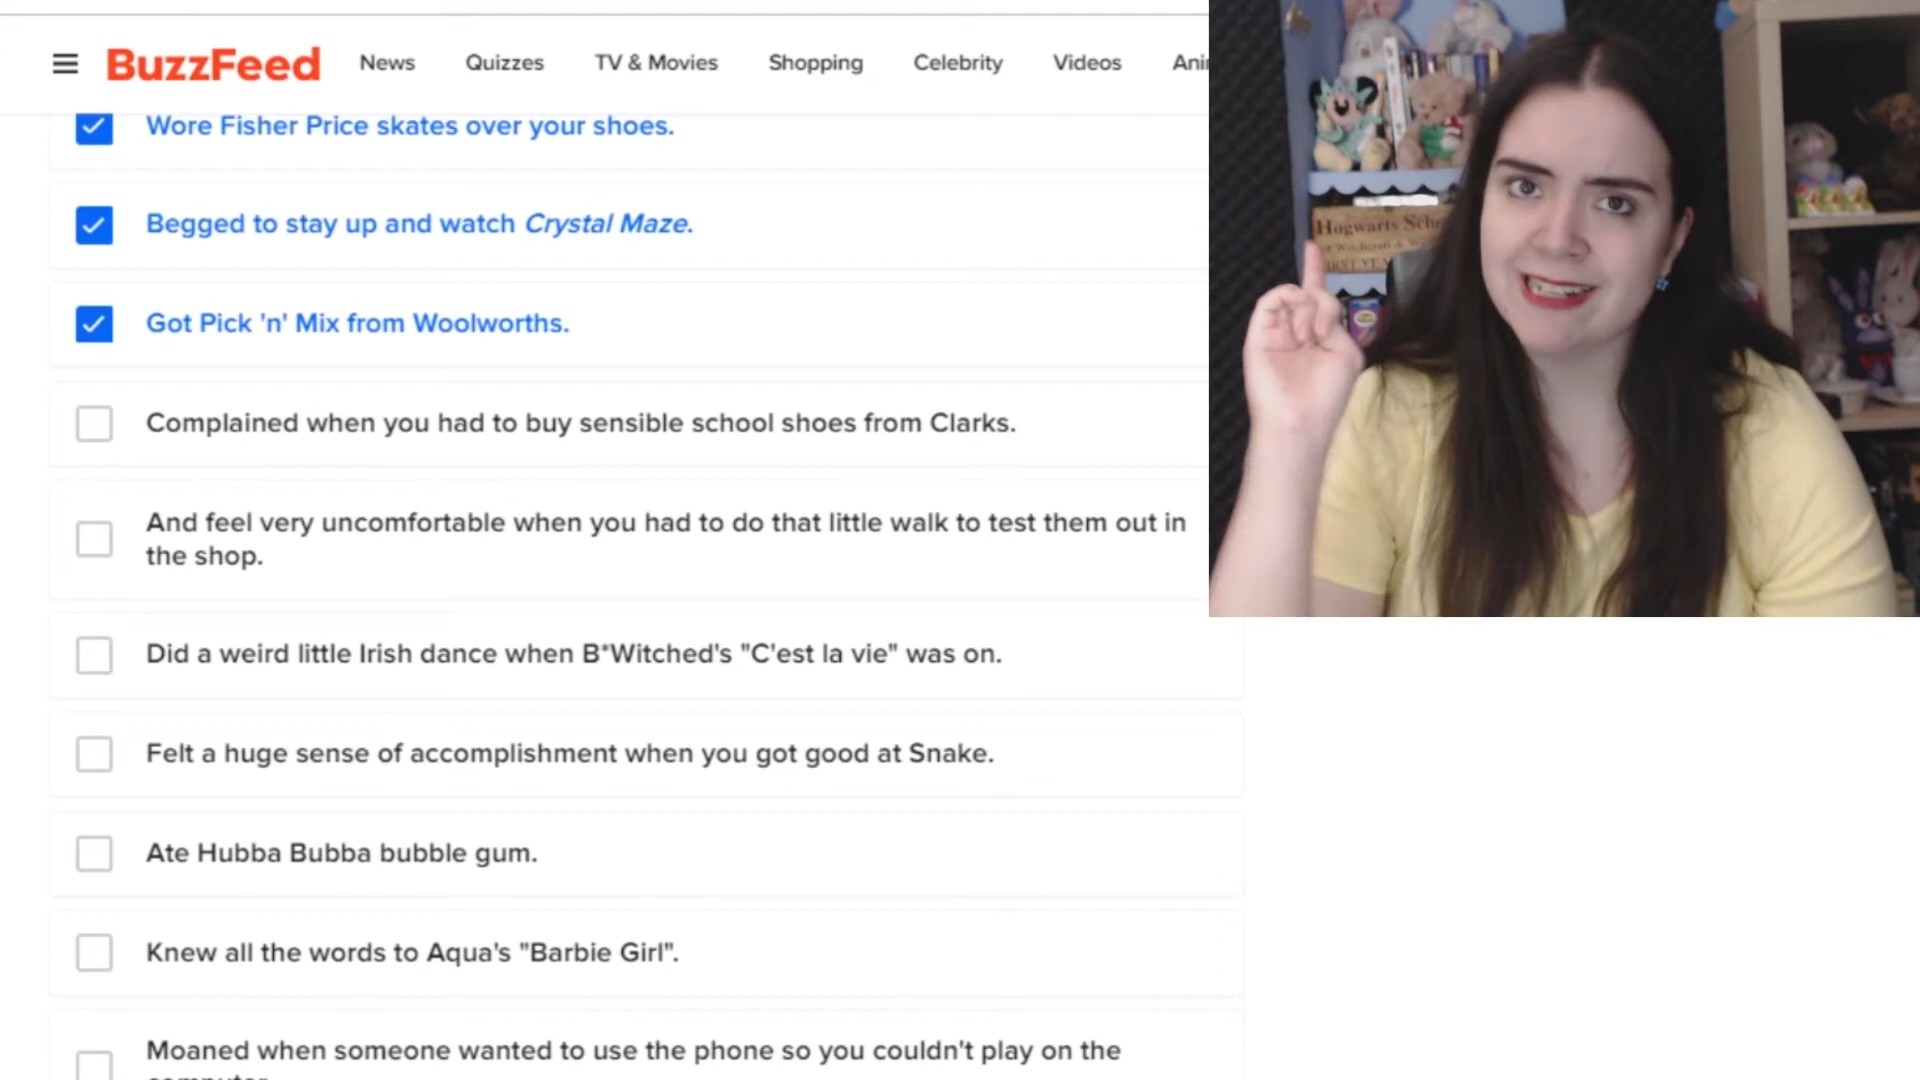 BuzzFeed News Quizzes TV & Movies Shopping Celebrity Videos
Wore Fisher Price skates over your shoes.
Begged to stay up and watch Crystal Maze.
Got Pick 'n' Mix from Woolworths.
Complained when you had to buy sensible school shoes from Clarks.
And feel very uncomfortable when you had to do that little walk to test them out in
the shop.
Did a weird little Irish dance when B*Witched's "C'est la vie" was on.
Felt a huge sense of accomplishment when you got good at Snake.
Ate Hubba Bubba bubble gum.
Knew all the words to Aqua's "Barbie Girl".
Moaned when someone wanted to use the phone so you couldn't play on the
Hogwarts